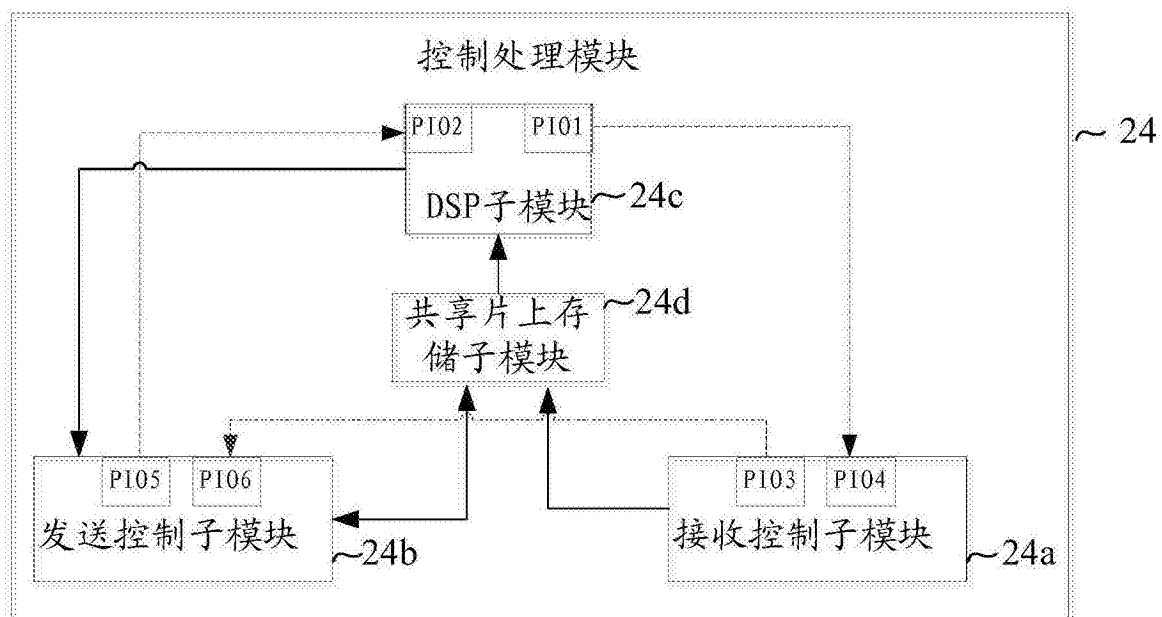 控制处理模块
24
PIO2
PIO1
DSP子模块
24c
共享片上存
储子模块
24d
PIO5
PIO6
发送控制子模块
24b
PIO3
PIO4
接收控制子模块
24a